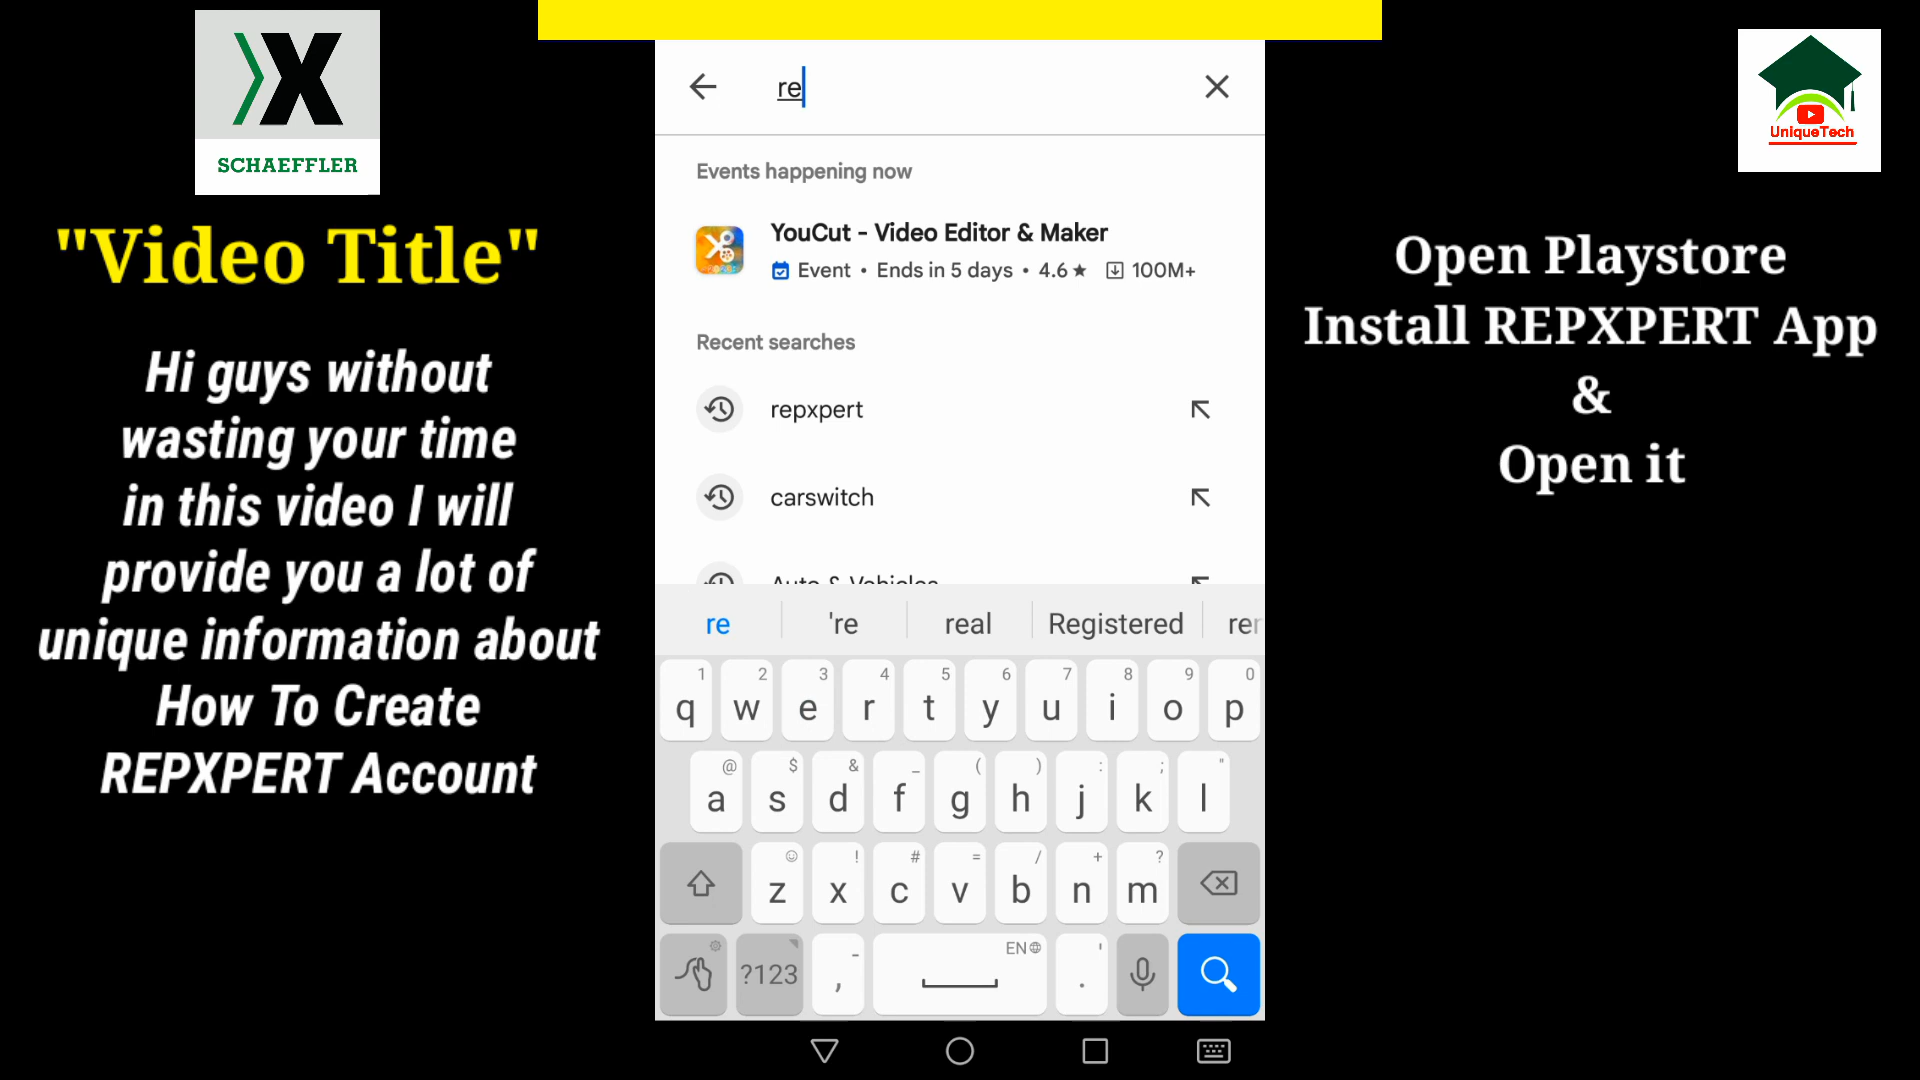 SCHAEFFLER
"Video Title"
Hi guys without
wasting your time
in this video I will
provide you a lot of
unique information about
How To Create
REPXPERT Account
re
Events happening now
YouCut - Video Editor & Maker
Event • Ends in 5 days • 4.6 ★ 100M+
Recent searches
repxpert
carswitch
Auto & Vehicles
re 're real Registered
1 2 3 4 5 6 7 8 9 0
q w e r t y u i o p
@ $ & _ ( ) : ; "
a s d f g h j k l
! # = / + ?
z x c v b n m
EN
?123 , - . '
UniqueTech
Open Playstore
Install REPXPERT App
&
Open it